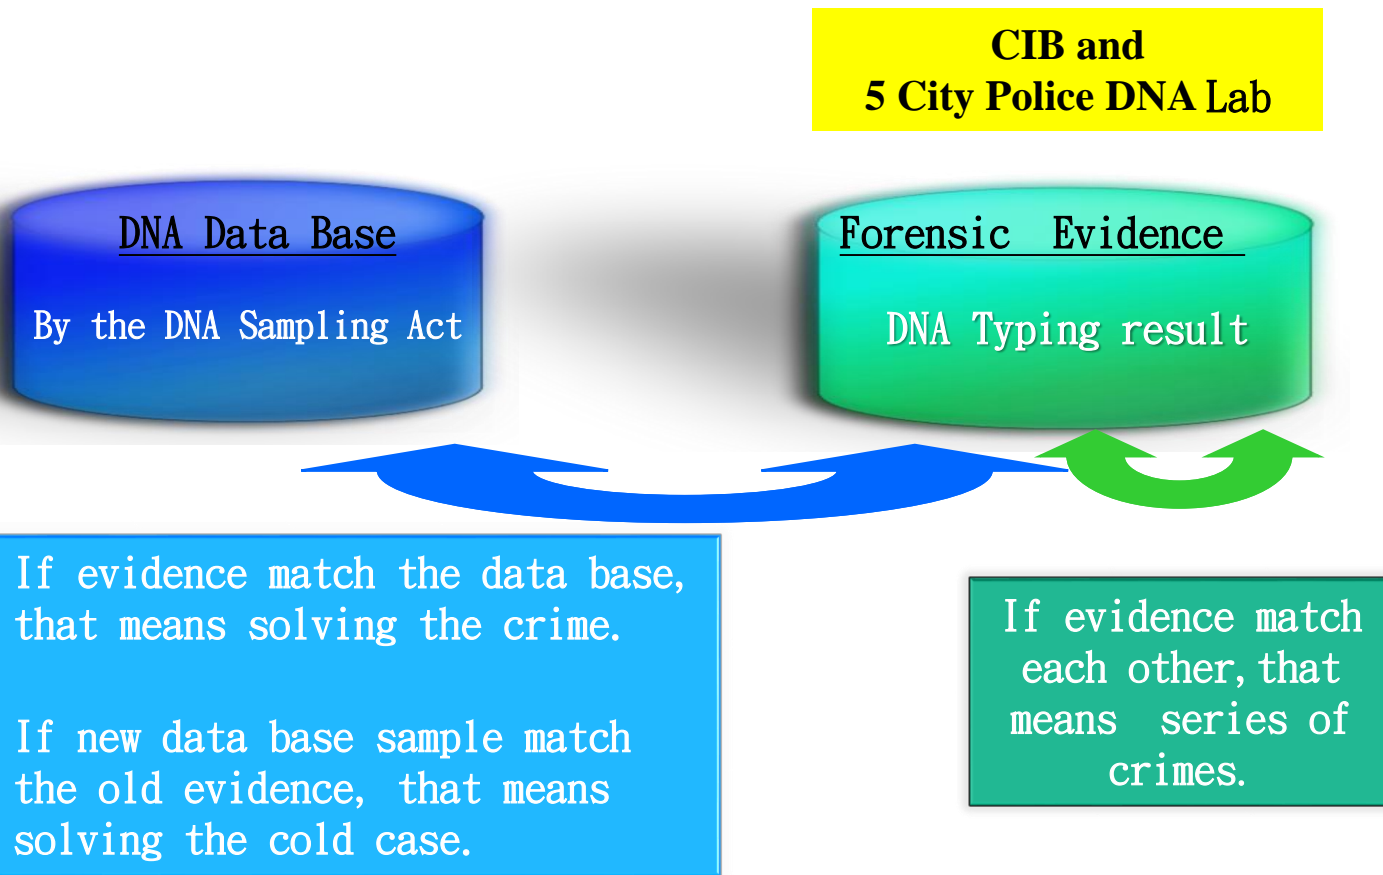 CIB and
5 City Police DNA Lab
DNA Data Base
By the DNA Sampling Act
Forensic Evidence
DNA Typing result
If evidence match the data base,
that means solving the crime.
If new data base sample match
the old evidence, that means
solving the cold case.
If evidence match
each other, that
means series of
crimes.